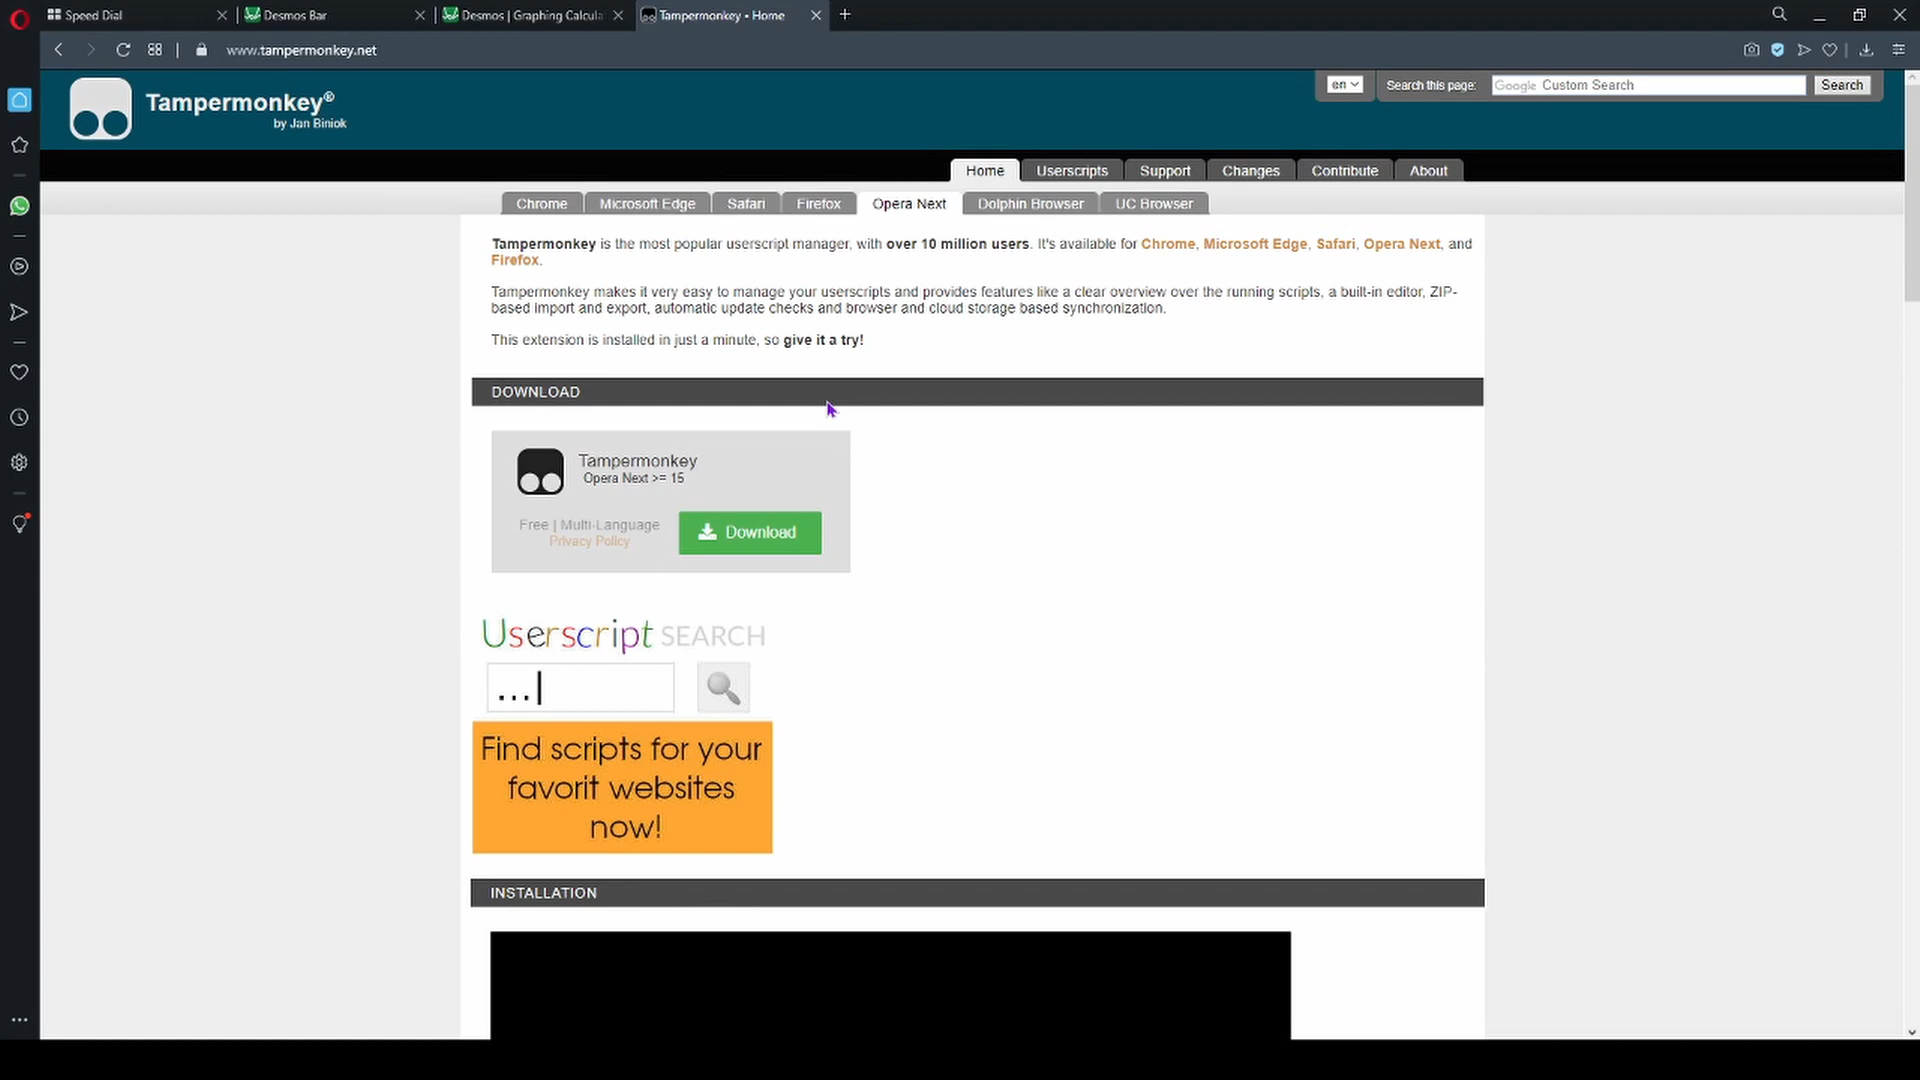 Speed Dial
Desmos Bar
Desmos | Graphing Calcula
Tampermonkey • Home
www.tampermonkey.net
Tampermonkey®
by Jan Biniok
en
Search this page:
Google Custom Search
Search
Home
Userscripts
Support
Changes
Contribute
About
Chrome
Microsoft Edge
Safari
Firefox
Opera Next
Dolphin Browser
UC Browser
Tampermonkey is the most popular userscript manager, with over 10 million users. It's available for Chrome, Microsoft Edge, Safari, Opera Next, and
Firefox.
Tampermonkey makes it very easy to manage your userscripts and provides features like a clear overview over the running scripts, a built-in editor, ZIP-
based import and export, automatic update checks and browser and cloud storage based synchronization.
This extension is installed in just a minute, so give it a try!
DOWNLOAD
Tampermonkey
Opera Next >= 15
Free | Multi-Language
Privacy Policy
Download
Userscript SEARCH
...|
Find scripts for your
favorit websites
now!
INSTALLATION